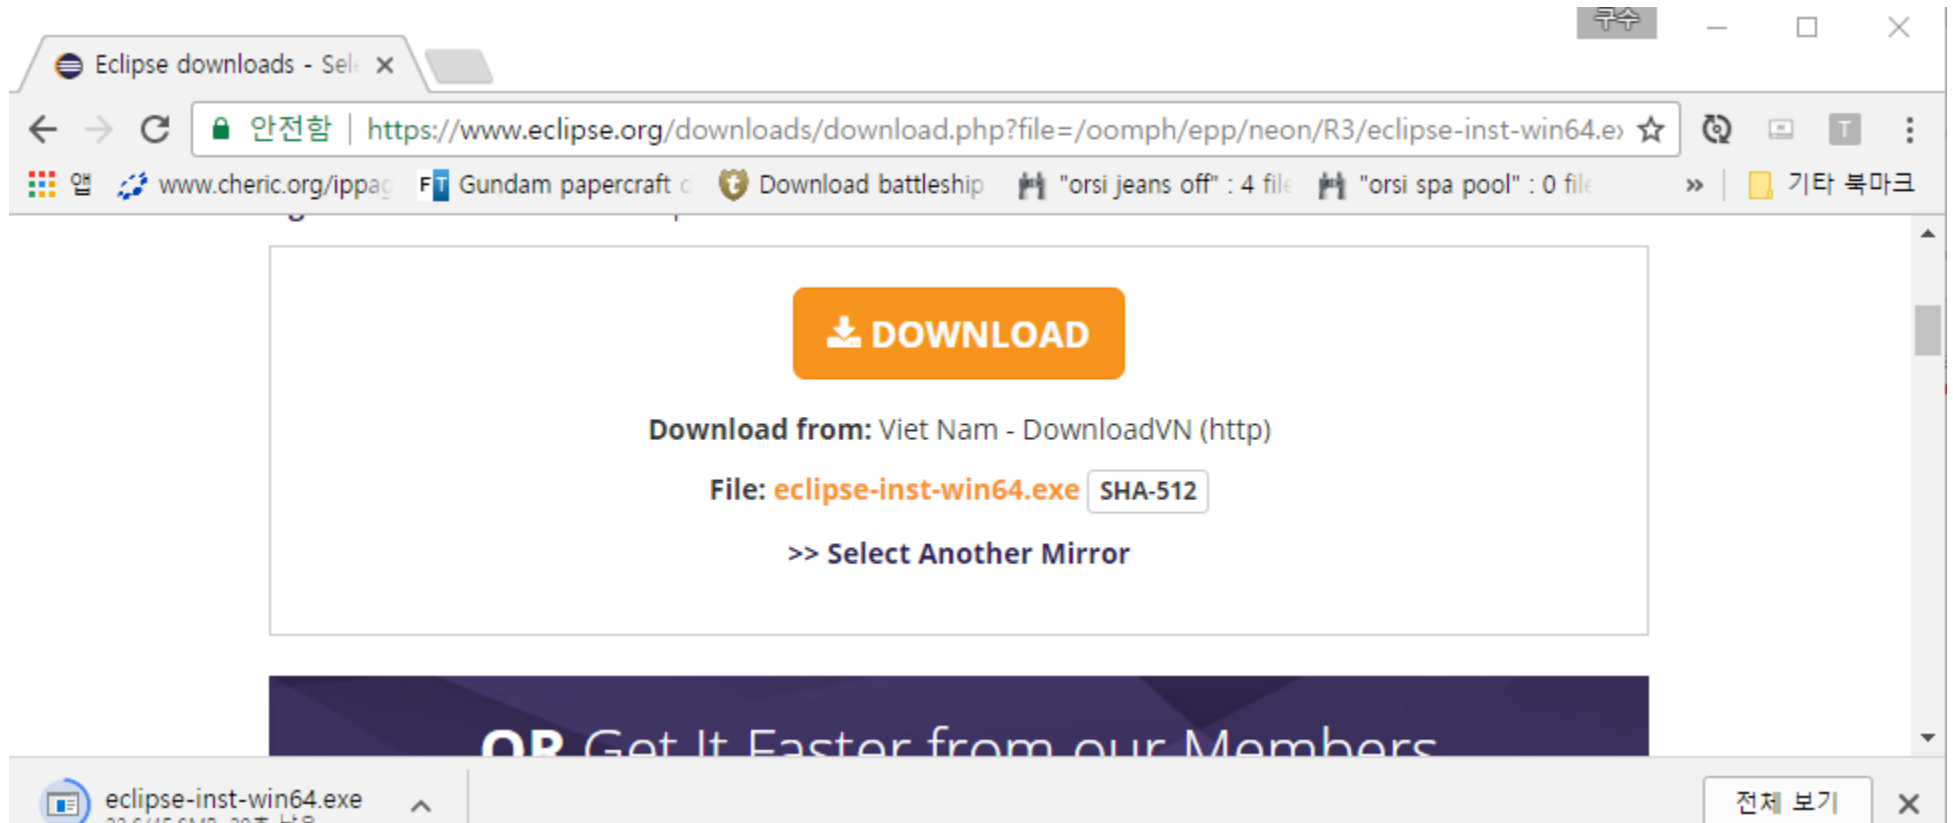 구수
Eclipse downloads - Sele
안전함 | https://www.eclipse.org/downloads/download.php?file=/oomph/epp/neon/R3/eclipse-inst-win64.ex
앱 www.cheric.org/ippag FT Gundam papercraft d Download battleship "orsi jeans off" : 4 file "orsi spa pool" : 0 file » 기타 북마크
DOWNLOAD
Download from: Viet Nam - DownloadVN (http)
File: eclipse-inst-win64.exe SHA-512
>> Select Another Mirror
OR Get It Faster from our Members
eclipse-inst-win64.exe
전체 보기